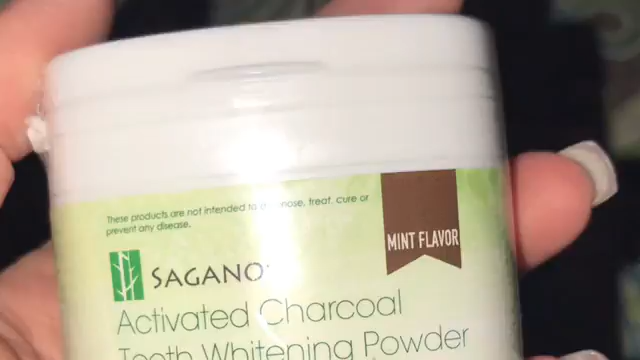 These products are not intended to diagnose, treat, cure or
prevent any disease.
MINT FLAVOR
SAGANO
Activated Charcoal
Teeth Whitening Powder